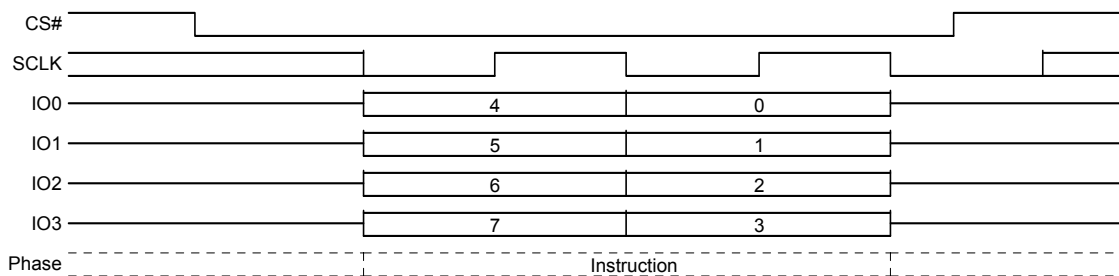 CS#
SCLK
IO0 4 0
IO1 5 1
IO2 6 2
IO3 7 3
Phase Instruction